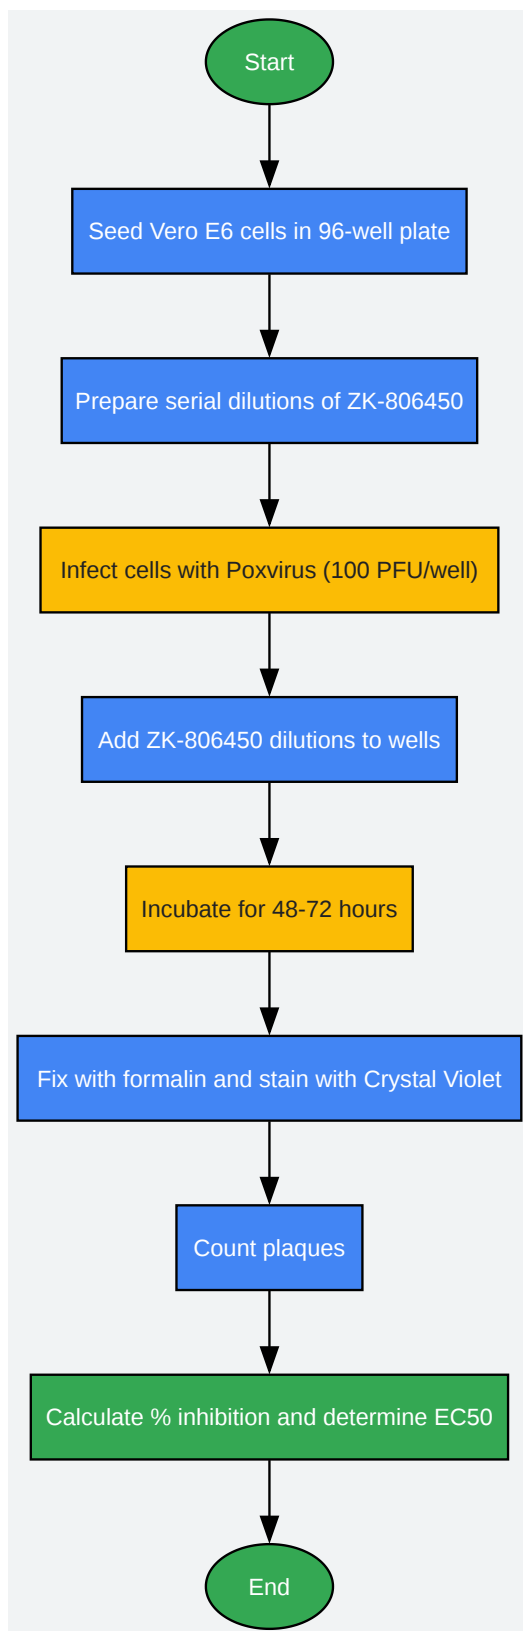 Start
Seed Vero E6 cells in 96-well plate
Prepare serial dilutions of ZK-806450
Infect cells with Poxvirus (100 PFU/well)
Add ZK-806450 dilutions to wells
Incubate for 48-72 hours
Fix with formalin and stain with Crystal Violet
Count plaques
Calculate % inhibition and determine EC50
End